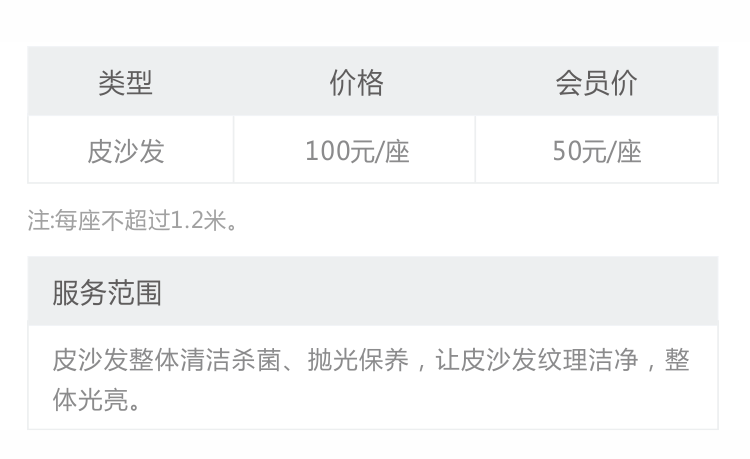 类型 价格 会员价
皮沙发 100元/座 50元/座
注:每座不超过1.2米。
服务范围
皮沙发整体清洁杀菌、抛光保养，让皮沙发纹理洁净，整
体光亮。